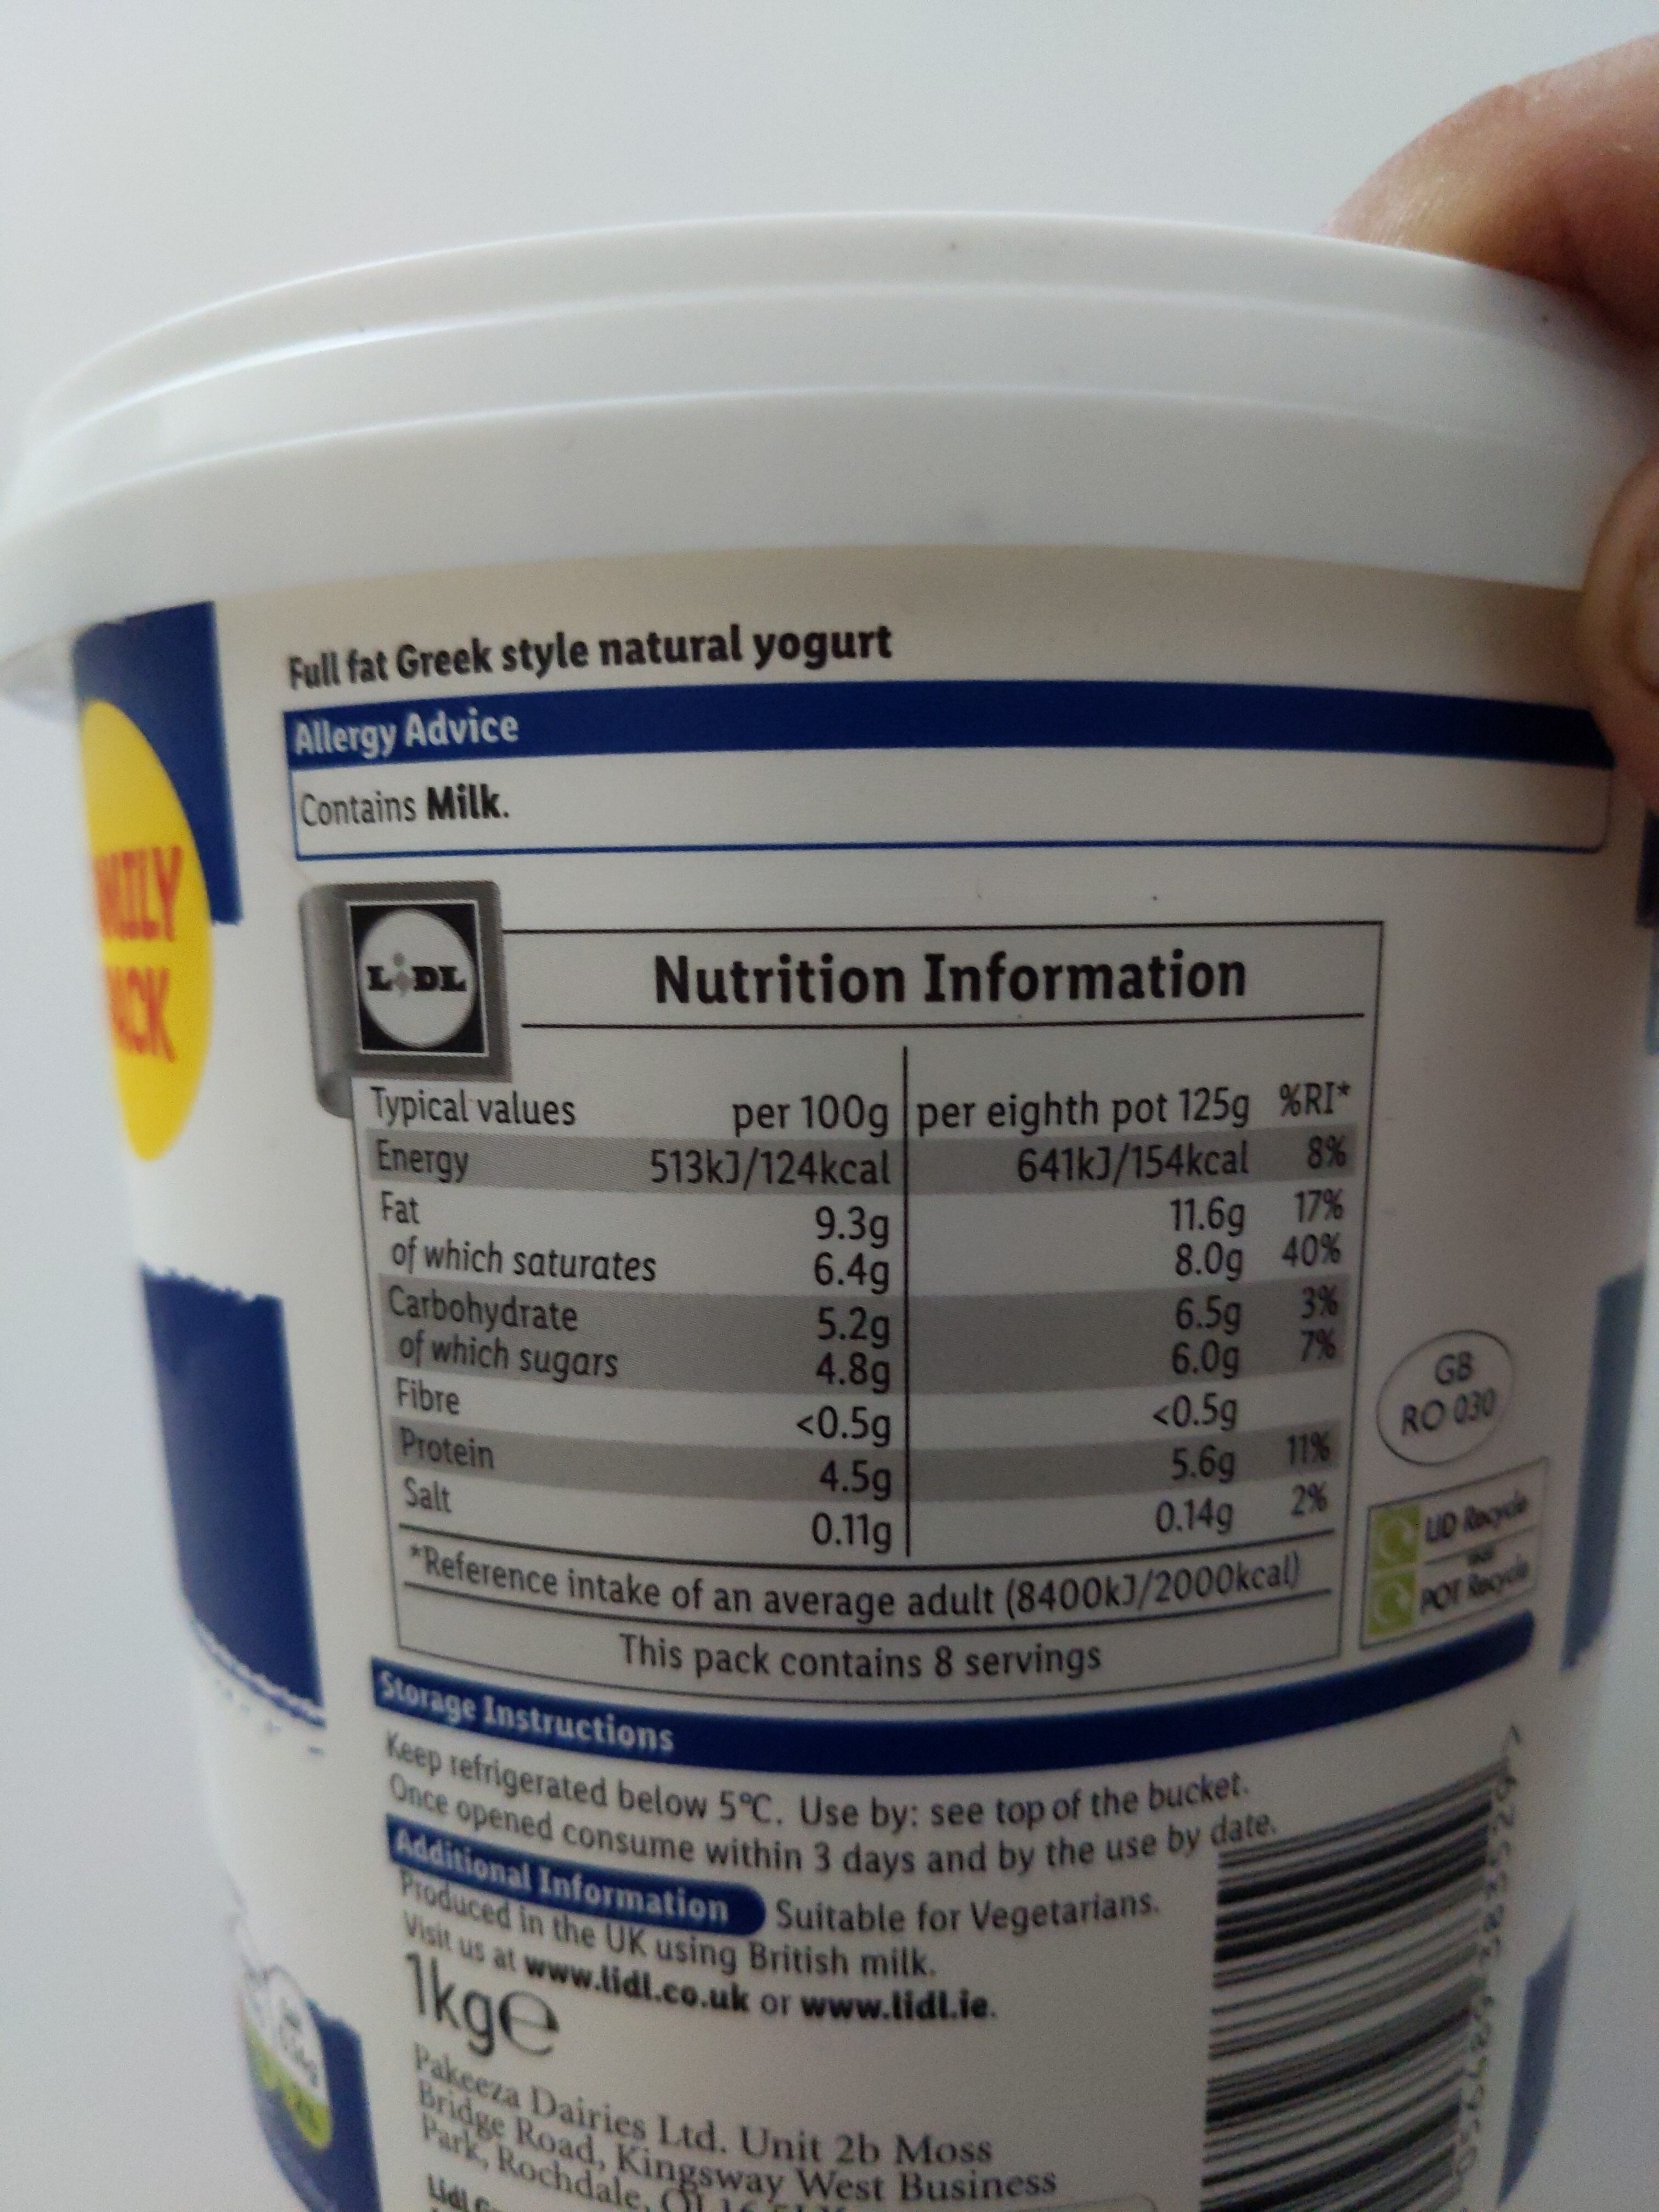 FAMILY
PACK
Full fat Greek style natural yogurt
Allergy Advice
Contains Milk.
LIDL
Nutrition Information
Typical values per 100g per eighth pot 125g %RI*
Energy 513kJ/124kcal 641kJ/154kcal 8%
Fat 9.3g 11.6g 17%
of which saturates 6.4g 8.0g 40%
Carbohydrate 5.2g 6.5g 3%
of which sugars 4.8g 6.0g 7%
Fibre <0.5g <0.5g
Protein 4.5g 5.6g 11%
Salt 0.11g 0.14g 2%
*Reference intake of an average adult (8400kJ/2000kcal)
This pack contains 8 servings
GB
RO 030
LID Recycle
POT Recycle
Storage Instructions
Keep refrigerated below 5°C. Use by: see top of the bucket.
Once opened consume within 3 days and by the use by date.
Additional Information Suitable for Vegetarians.
Produced in the UK using British milk.
Visit us at www.lidl.co.uk or www.lidl.ie.
1kg℮
Pakeeza Dairies Ltd. Unit 2b Moss
Bridge Road, Kingsway West Business
Park, Rochdale,
Lidl